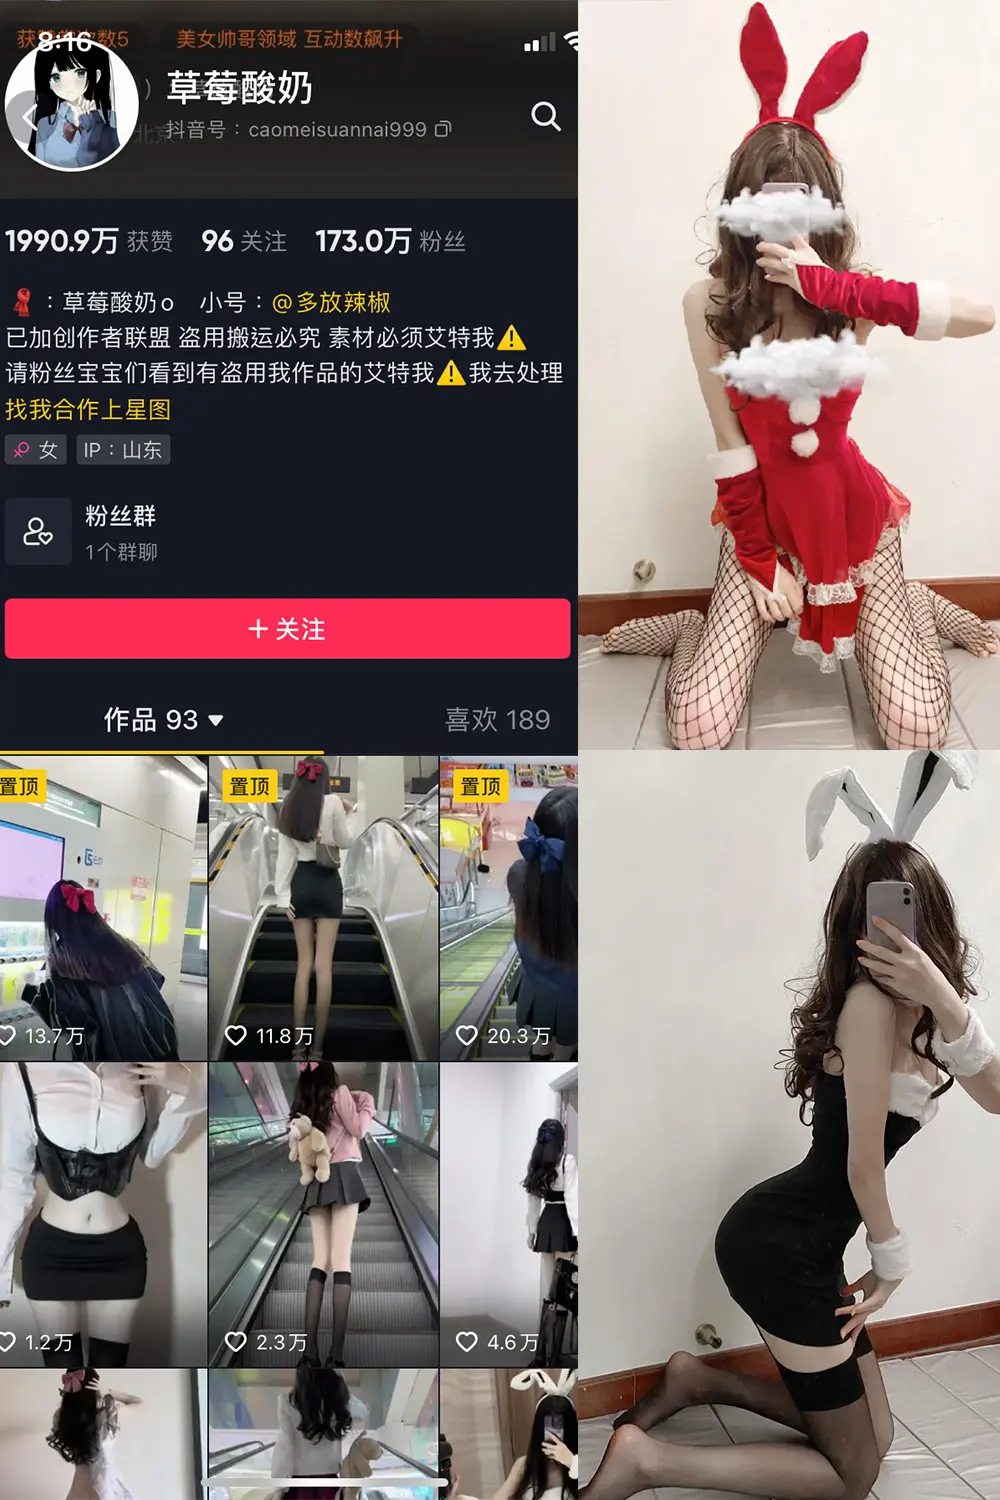 8:16
美女帅哥领域 互动数飙升
草莓酸奶
抖音号：caomeisuannai999
1990.9万 获赞 96 关注 173.0万 粉丝
：草莓酸奶o 小号：@多放辣椒
已加创作者联盟 盗用搬运必究 素材必须艾特我⚠️
请粉丝宝宝们看到有盗用我作品的艾特我⚠️我去处理
找我合作上星图
女 IP：山东
粉丝群
1个群聊
+关注
作品 93 喜欢 189
置顶 置顶 置顶
13.7万 11.8万 20.3万
1.2万 2.3万 4.6万